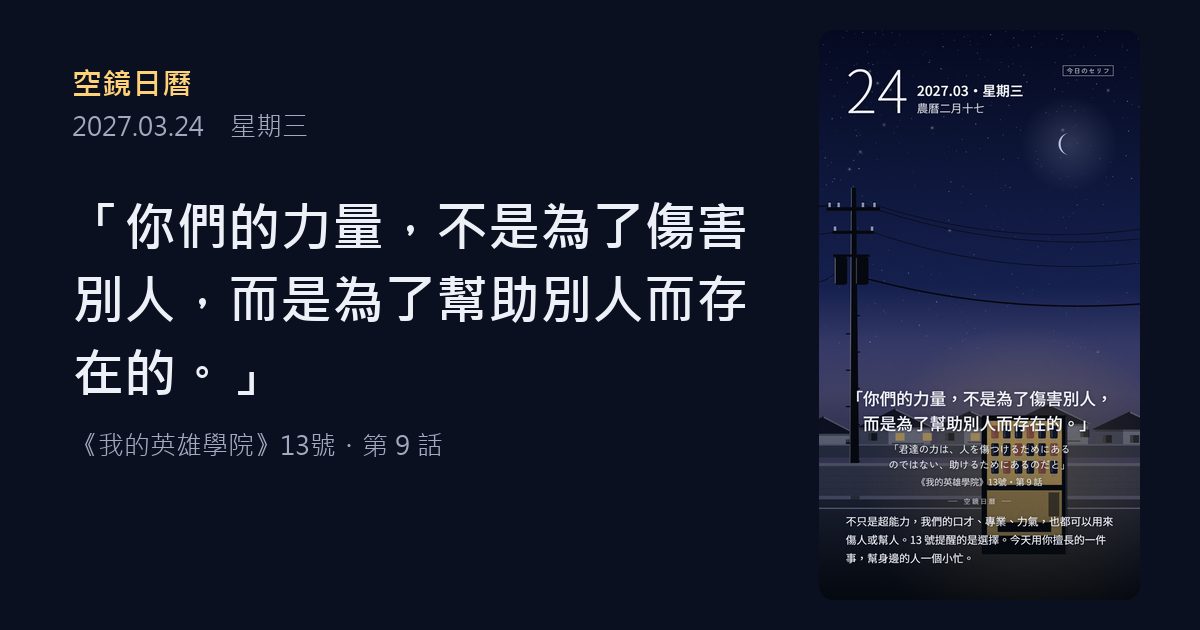 空鏡日曆
2027.03.24 星期三
「你們的力量，不是為了傷害
別人，而是為了幫助別人而存
在的。」
《我的英雄學院》13號．第 9 話
24
2027.03・星期三
農曆二月十七
今日のセリフ
「你們的力量，不是為了傷害別人，
而是為了幫助別人而存在的。」
「君達の力は、人を傷つけるためにある
のではない、助けるためにあるのだと」
《我的英雄學院》13號・第 9 話
空鏡日曆
不只是超能力，我們的口才、專業、力氣，也都可以用來
傷人或幫人。13 號提醒的是選擇。今天用你擅長的一件
事，幫身邊的人一個小忙。